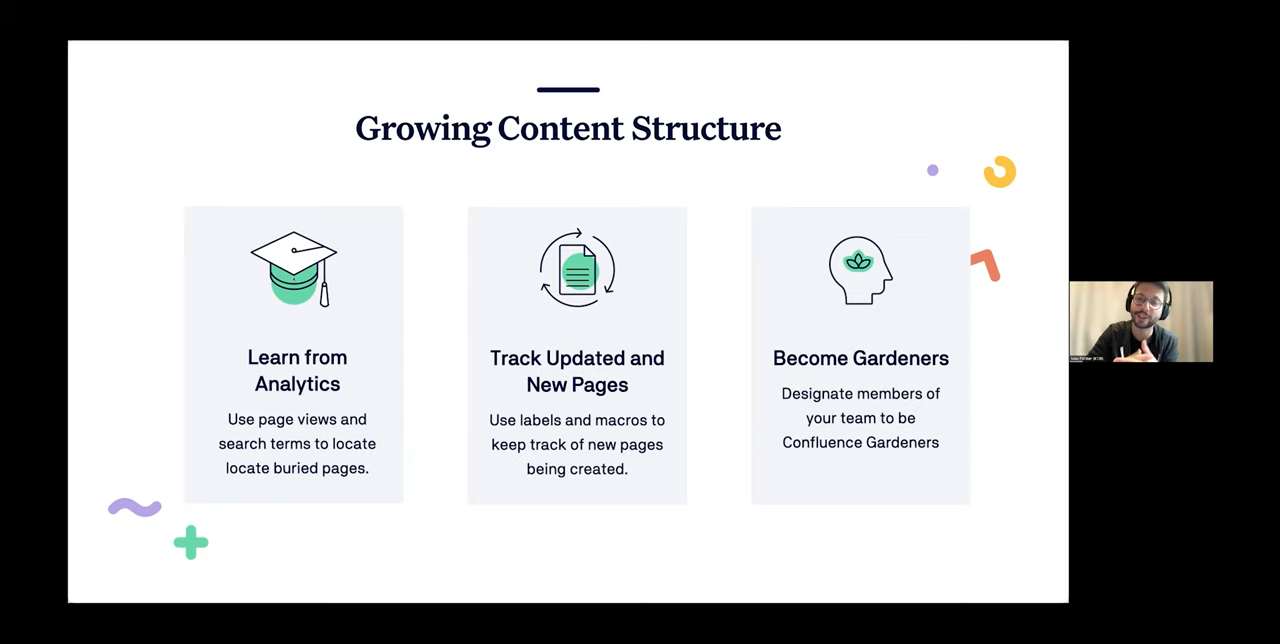 Growing Content Structure
Learn from
Analytics
Use page views and
search terms to locate
locate buried pages.
Track Updated and
New Pages
Use labels and macros to
keep track of new pages
being created.
Become Gardeners
Designate members of
your team to be
Confluence Gardeners